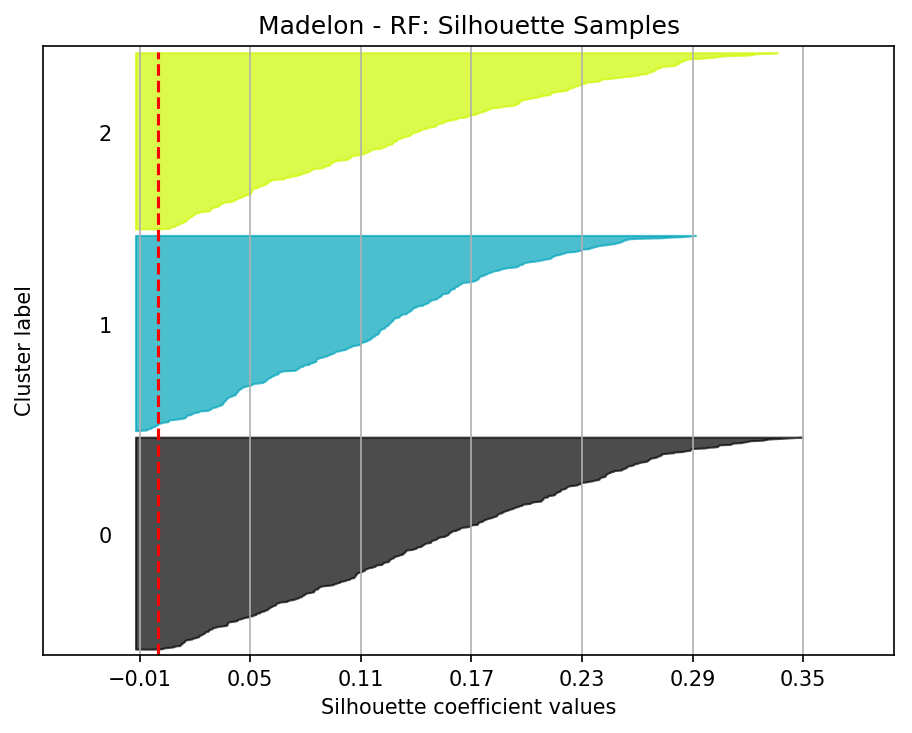 Madelon - RF: Silhouette Samples
2
1
0
Cluster label
−0.01 0.05 0.11 0.17 0.23 0.29 0.35
Silhouette coefficient values